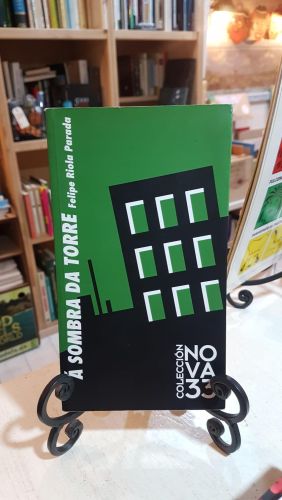 Á SOMBRA DA TORRE
Felipe Riola Parada
COLECCIÓN
NO
VA
33